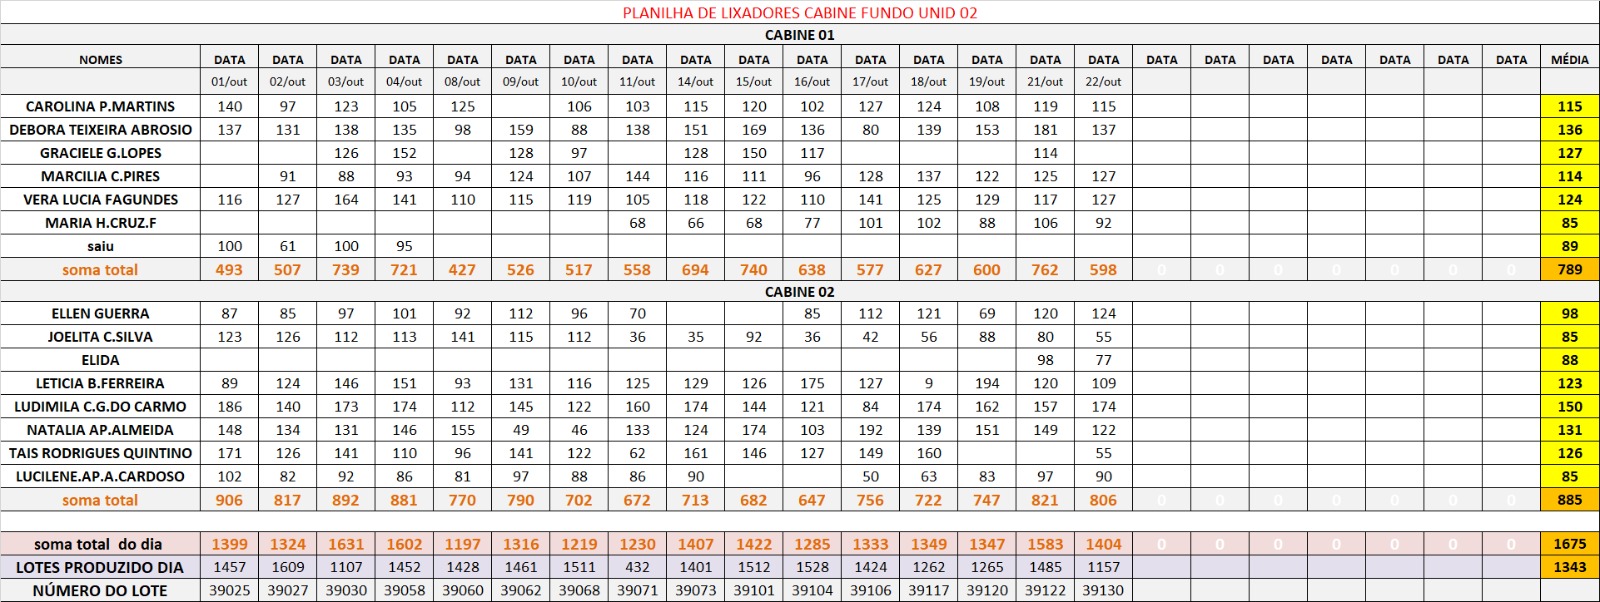 PLANILHA DE LIXADORES CABINE FUNDO UNID 02
CABINE 01
NOMES DATA DATA DATA DATA DATA DATA DATA DATA DATA DATA DATA DATA DATA DATA DATA DATA DATA DATA DATA DATA DATA DATA DATA MÉDIA
01/out 02/out 03/out 04/out 08/out 09/out 10/out 11/out 14/out 15/out 16/out 17/out 18/out 19/out 21/out 22/out
CAROLINA P.MARTINS 140 97 123 105 125 106 103 115 120 102 127 124 108 119 115 115
DEBORA TEIXEIRA ABROSIO 137 131 138 135 98 159 88 138 151 169 136 80 139 153 181 137 136
GRACIELE G.LOPES 126 152 128 97 128 150 117 114 127
MARCILIA C.PIRES 91 88 93 94 124 107 144 116 111 96 128 137 122 125 127 114
VERA LUCIA FAGUNDES 116 127 164 141 110 115 119 105 118 122 110 141 125 129 117 127 124
MARIA H.CRUZ.F 68 66 68 77 101 102 88 106 92 85
saiu 100 61 100 95 89
soma total 493 507 739 721 427 526 517 558 694 740 638 577 627 600 762 598 0 0 0 0 0 0 0 789
CABINE 02
ELLEN GUERRA 87 85 97 101 92 112 96 70 85 112 121 69 120 124 98
JOELITA C.SILVA 123 126 112 113 141 115 112 36 35 92 36 42 56 88 80 55 85
ELIDA 98 77 88
LETICIA B.FERREIRA 89 124 146 151 93 131 116 125 129 126 175 127 9 194 120 109 123
LUDIMILA C.G.DO CARMO 186 140 173 174 112 145 122 160 174 144 121 84 174 162 157 174 150
NATALIA AP.ALMEIDA 148 134 131 146 155 49 46 133 124 174 103 192 139 151 149 122 131
TAIS RODRIGUES QUINTINO 171 126 141 110 96 141 122 62 161 146 127 149 160 55 126
LUCILENE.AP.A.CARDOSO 102 82 92 86 81 97 88 86 90 50 63 83 97 90 85
soma total 906 817 892 881 770 790 702 672 713 682 647 756 722 747 821 806 0 0 0 0 0 0 0 885
soma total do dia 1399 1324 1631 1602 1197 1316 1219 1230 1407 1422 1285 1333 1349 1347 1583 1404 0 0 0 0 0 0 0 1675
LOTES PRODUZIDO DIA 1457 1609 1107 1452 1428 1461 1511 432 1401 1512 1528 1424 1262 1265 1485 1157 1343
NÚMERO DO LOTE 39025 39027 39030 39058 39060 39062 39068 39071 39073 39101 39104 39106 39117 39120 39122 39130